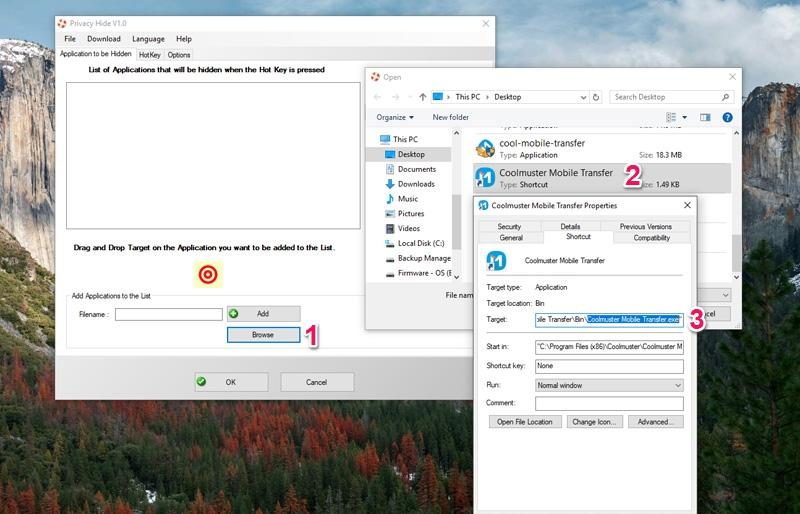 Privacy Hide V1.0
File Download Language Help
Application to be Hidden HotKey Options
List of Applications that will be hidden when the Hot Key is pressed
Drag and Drop Target on the Application you want to be added to the List.
Add Applications to the List
Filename :
Add
Browse
1
OK
Cancel
Open
This PC > Desktop
Search Desktop
Organize
New folder
This PC
Desktop
Documents
Downloads
Music
Pictures
Videos
Local Disk (C:)
Backup Manage
Firmware - OS (E
cool-mobile-transfer
Type: Application
Size: 18.3 MB
Coolmuster Mobile Transfer
Type: Shortcut
Size: 1.49 KB
2
File nam
cel
Coolmuster Mobile Transfer Properties
Security Details Previous Versions
General Shortcut Compatibility
Coolmuster Mobile Transfer
Target type: Application
Target location: Bin
Target: ile Transfer\Bin\Coolmuster Mobile Transfer.exe"
3
Start in: "C:\Program Files (x86)\Coolmuster\Coolmuster M
Shortcut key: None
Run: Normal window
Comment:
Open File Location Change Icon... Advanced...